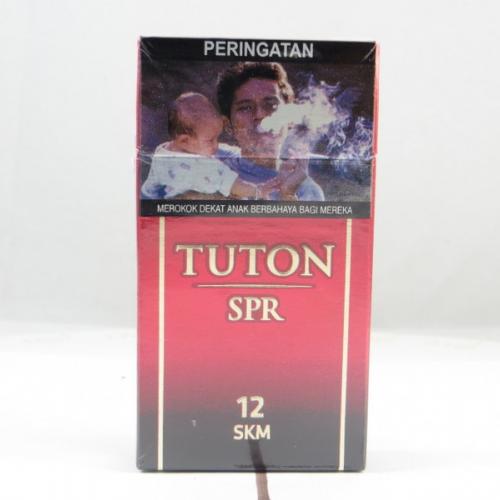 PERINGATAN
MEROKOK DEKAT ANAK BERBAHAYA BAGI MEREKA
TUTON
SPR
12
SKM